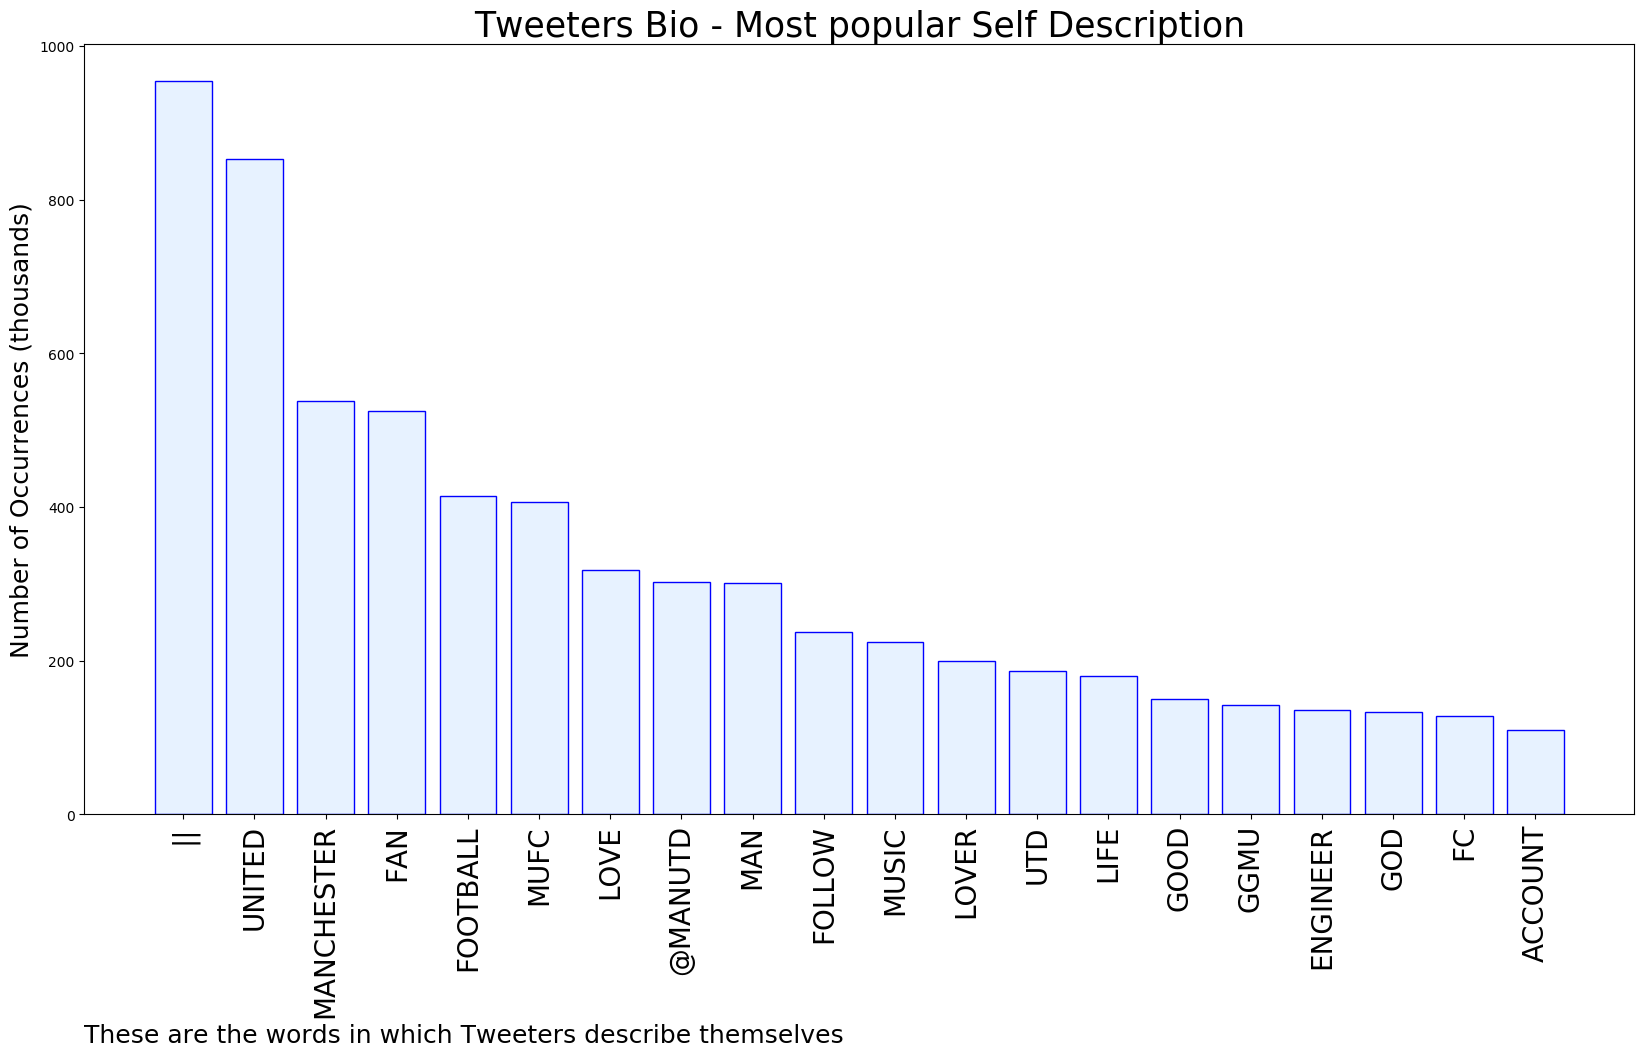 Tweeters Bio - Most popular Self Description
Number of Occurrences (thousands)
1000
800
600
400
200
0
||
UNITED
MANCHESTER
FAN
FOOTBALL
MUFC
LOVE
@MANUTD
MAN
FOLLOW
MUSIC
LOVER
UTD
LIFE
GOOD
GGMU
ENGINEER
GOD
FC
ACCOUNT
These are the words in which Tweeters describe themselves